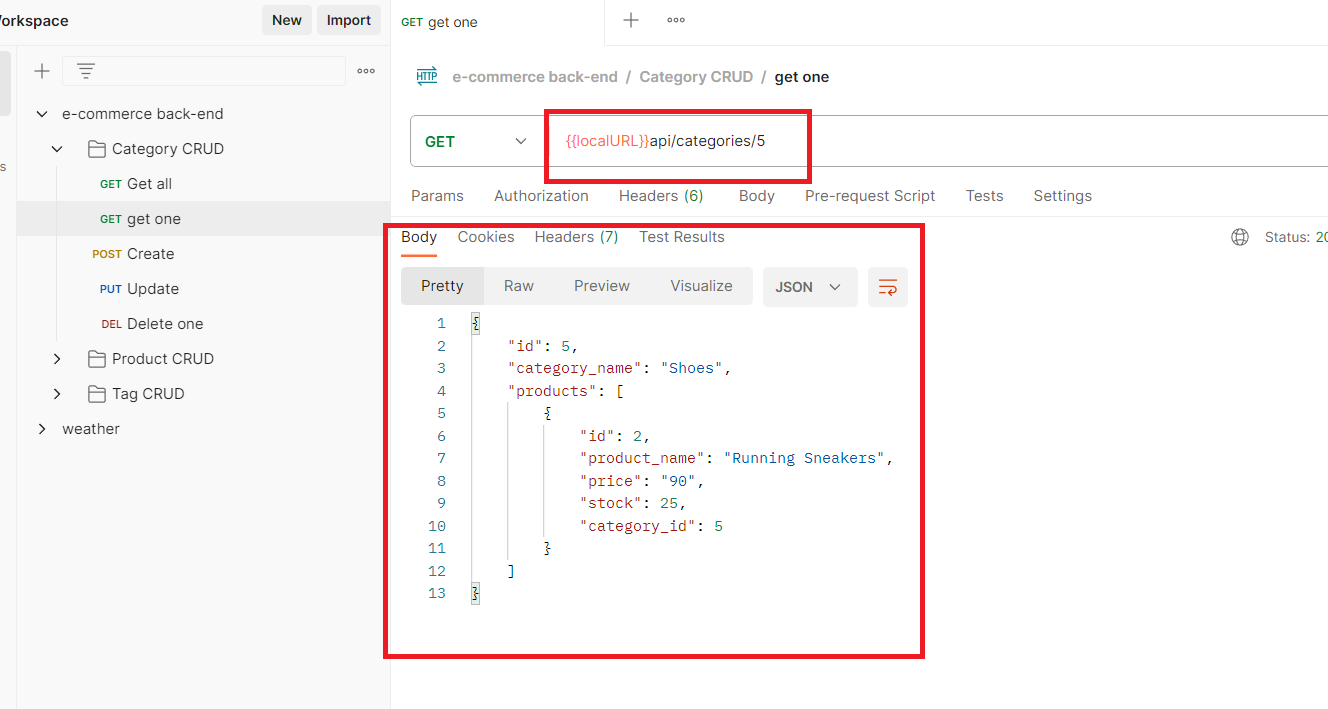 orkspace
New
Import
GET get one
e-commerce back-end / Category CRUD / get one
e-commerce back-end
Category CRUD
GET Get all
GET get one
POST Create
PUT Update
DEL Delete one
Product CRUD
Tag CRUD
weather
HTTP
GET
{{localURL}}api/categories/5
Params Authorization Headers (6) Body Pre-request Script Tests Settings
Body Cookies Headers (7) Test Results
Status: 20
Pretty Raw Preview Visualize JSON
1 {
2 "id": 5,
3 "category_name": "Shoes",
4 "products": [
5 {
6 "id": 2,
7 "product_name": "Running Sneakers",
8 "price": "90",
9 "stock": 25,
10 "category_id": 5
11 }
12 ]
13 }